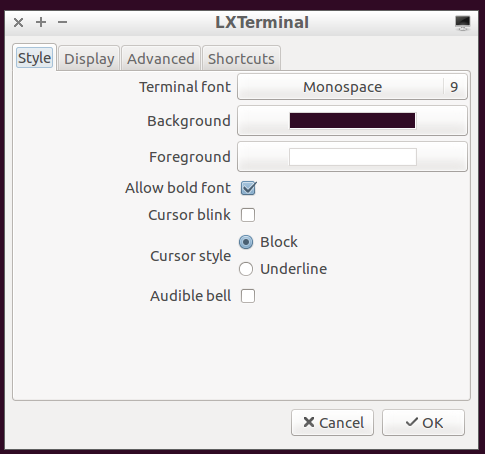 LXTerminal
Style Display Advanced Shortcuts
Terminal font Monospace 9
Background
Foreground
Allow bold font
Cursor blink
Cursor style
Block
Underline
Audible bell
Cancel OK